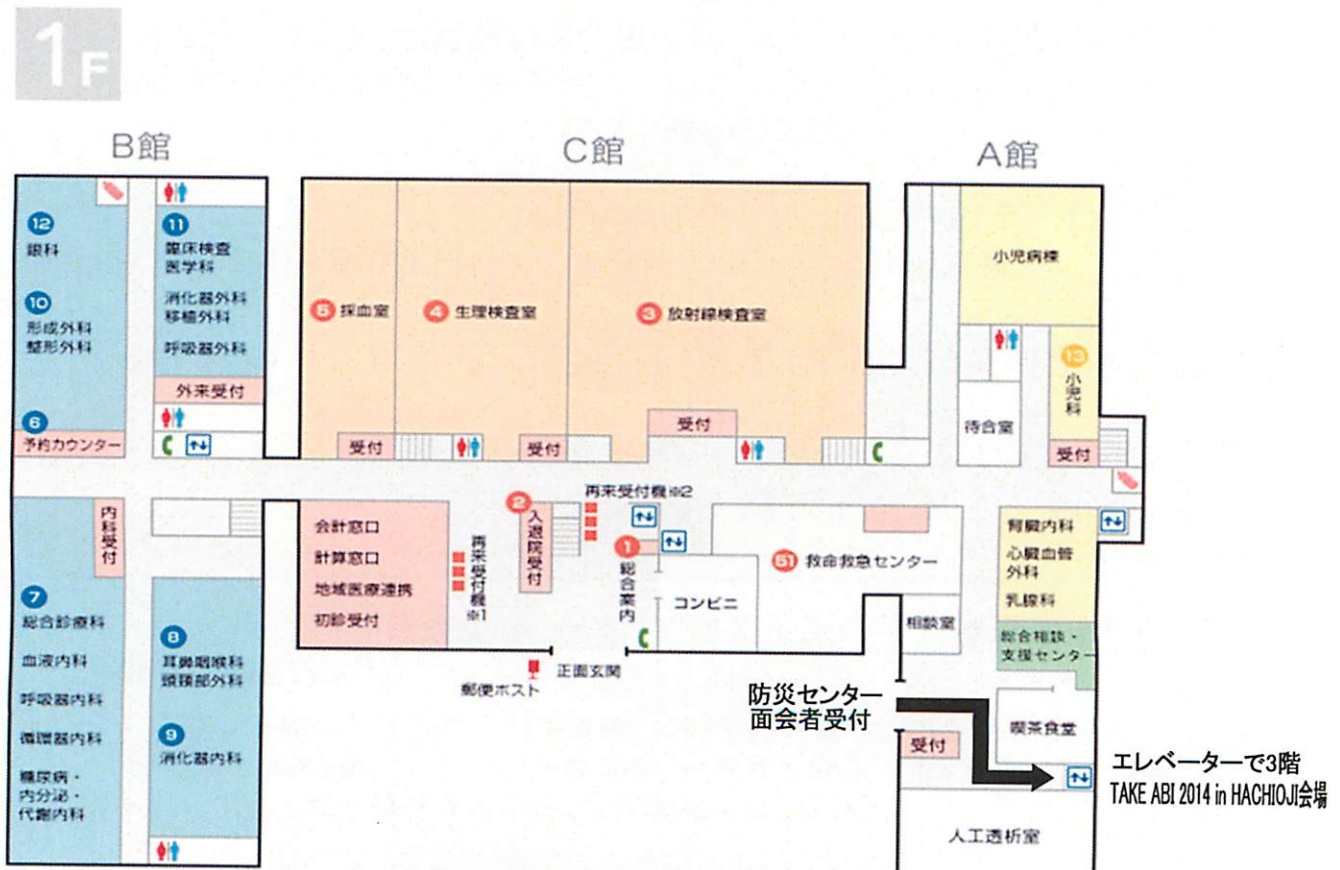 1F
B館
C館
A館
12
眼科
10
形成外科
整形外科
6
予約カウンター
11
臨床検査
医学科
消化器外科
移植外科
呼吸器外科
外来受付
内科受付
7
総合診療科
血液内科
呼吸器内科
循環器内科
糖尿病・
内分泌・
代謝内科
8
耳鼻咽喉科
頭頸部外科
9
消化器内科
5 採血室
4 生理検査室
3 放射線検査室
受付
受付
受付
会計窓口
計算窓口
地域医療連携
初診受付
再来受付機※1
2
入退院受付
再来受付機※2
1
総合案内
コンビニ
51 救命救急センター
正面玄関
郵便ポスト
小児病棟
13
小児科
待合室
受付
腎臓内科
心臓血管
外科
乳腺科
相談室
総合相談・
支援センター
喫茶食堂
防災センター
面会者受付
受付
エレベーターで3階
TAKE ABI 2014 in HACHIOJI会場
人工透析室